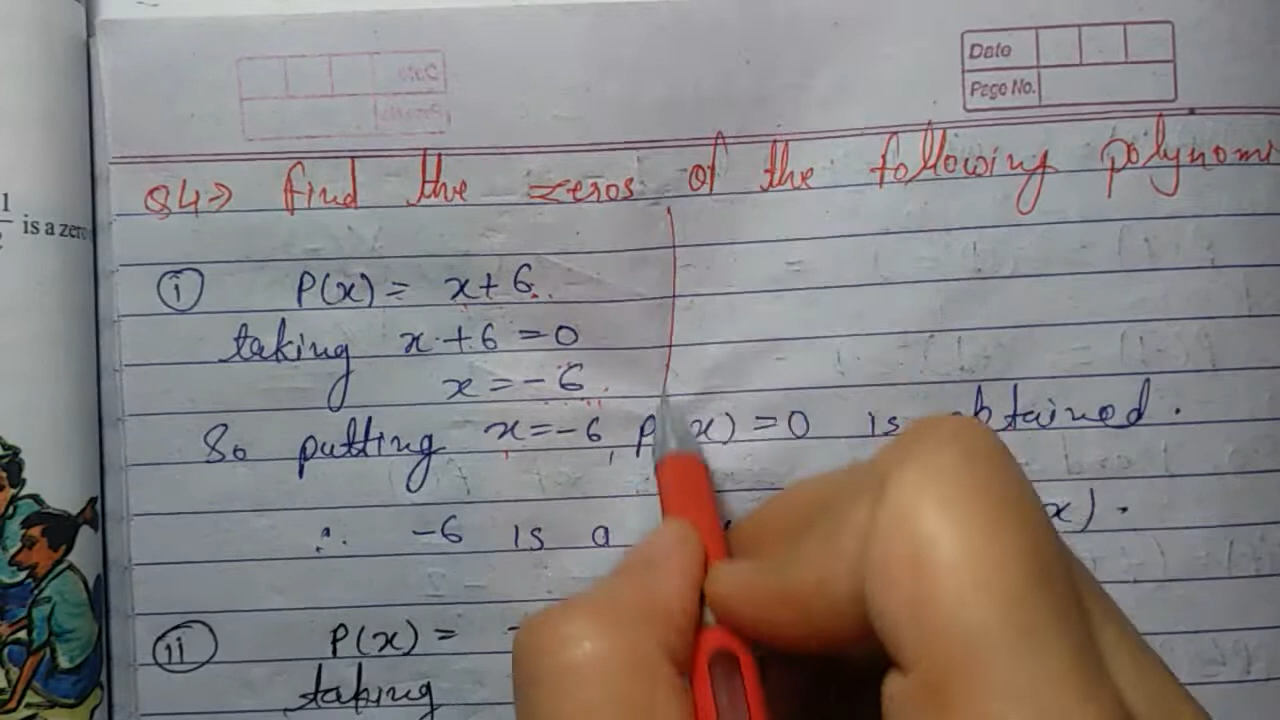 Date
Page No.
Q4> find the zeros of the following polynomi
1
is a zero
i P(x) = x+6
taking x+6 =0
x=-6
So putting x=-6 P(x)=0 is obtained.
∴ -6 is a x).
ii P(x) =
taking